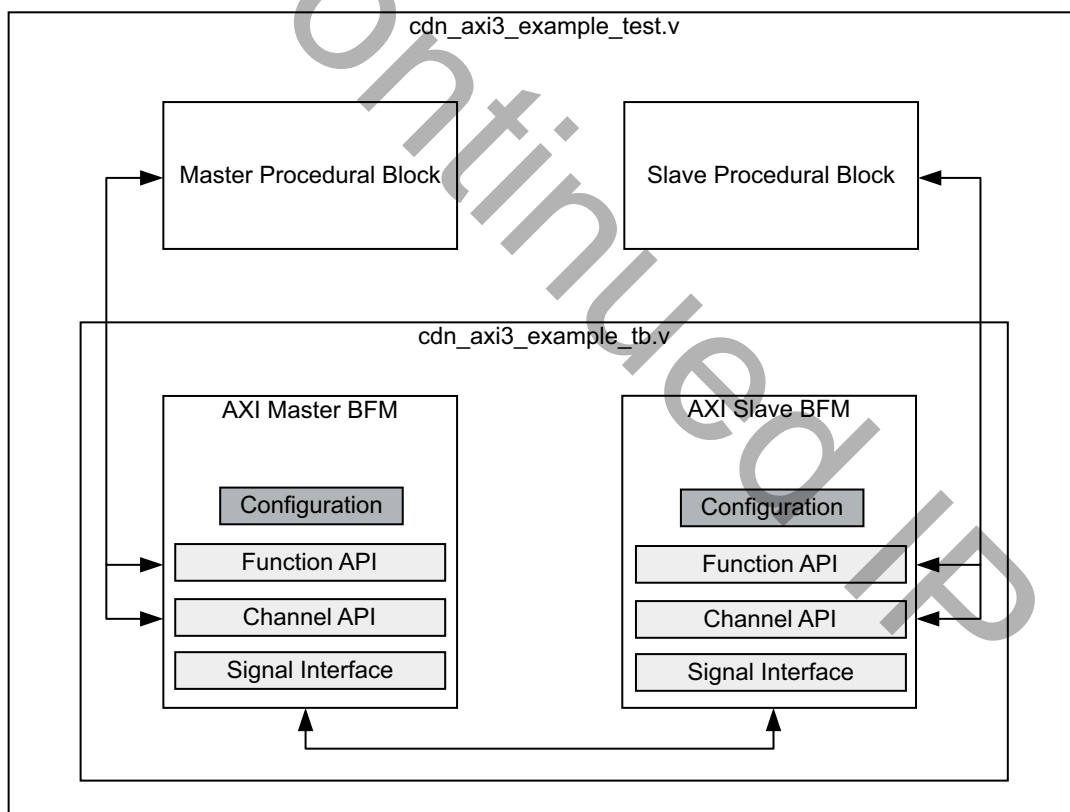 cdn_axi3_example_test.v
Master Procedural Block
Slave Procedural Block
cdn_axi3_example_tb.v
AXI Master BFM
AXI Slave BFM
Configuration
Configuration
Function API
Function API
Channel API
Channel API
Signal Interface
Signal Interface
ontinued IP